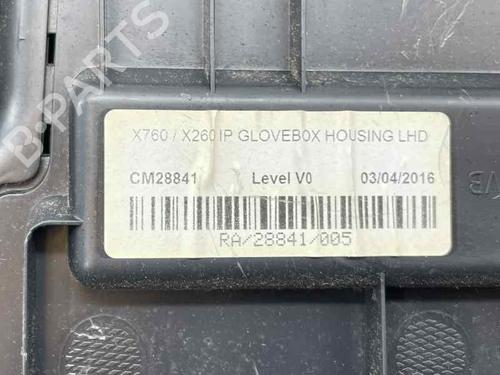 X760 / X260 IP GLOVEBOX HOUSING LHD
CM28841 Level V0 03/04/2016
RA/28841/005
B-PARTS